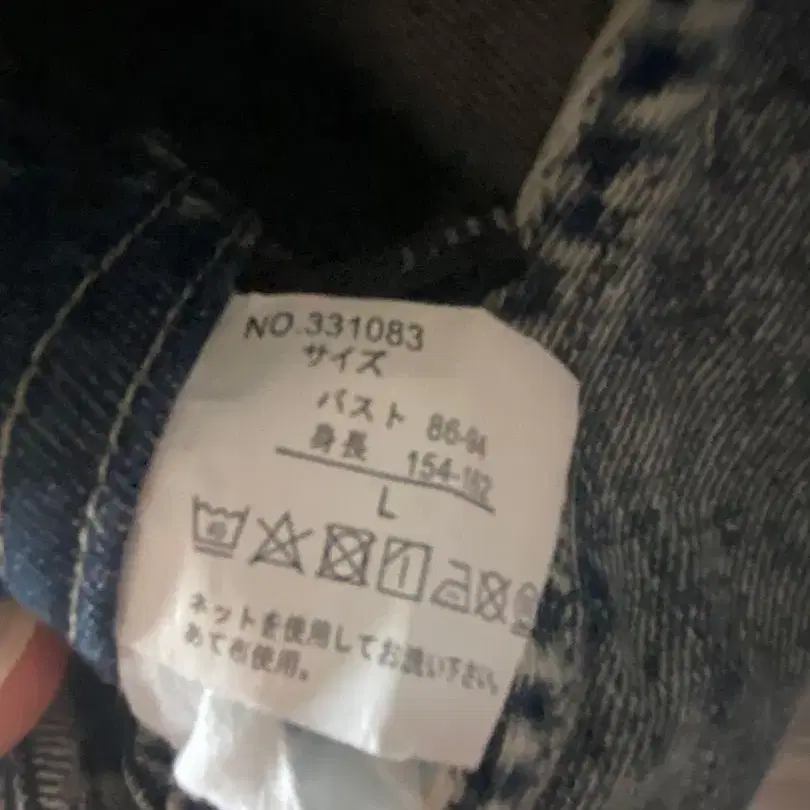 NO.331083
サイズ
バスト 86-94
身長 154-162
L
ネットを使用してお洗い下さい。
あて布使用。